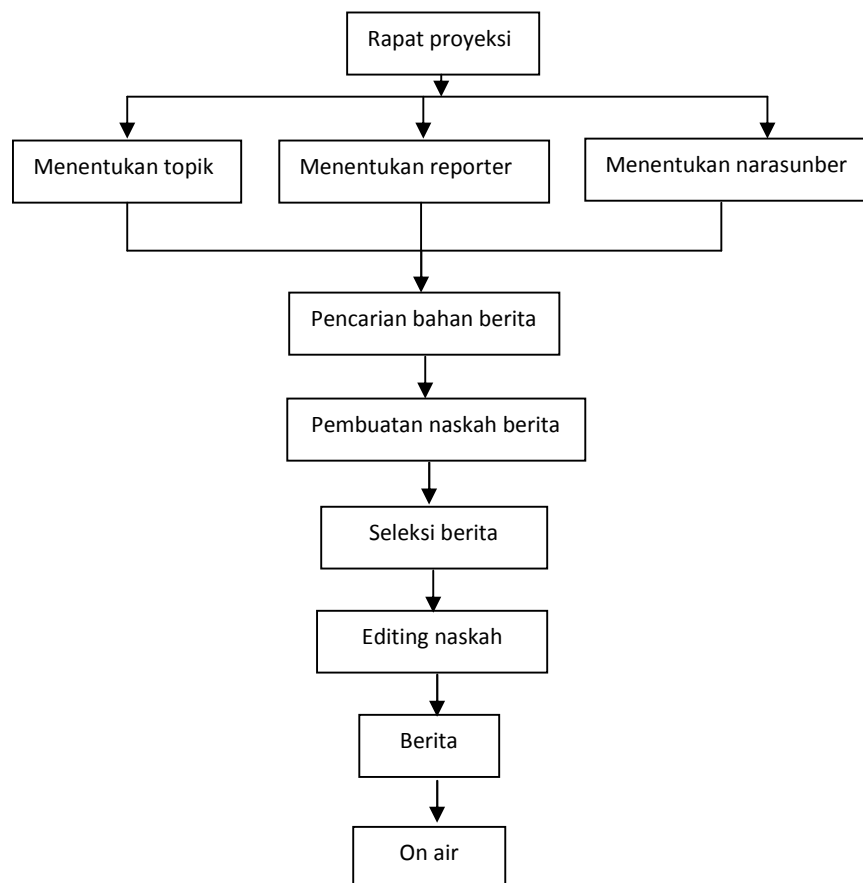 Rapat proyeksi
Menentukan topik
Menentukan reporter
Menentukan narasunber
Pencarian bahan berita
Pembuatan naskah berita
Seleksi berita
Editing naskah
Berita
On air